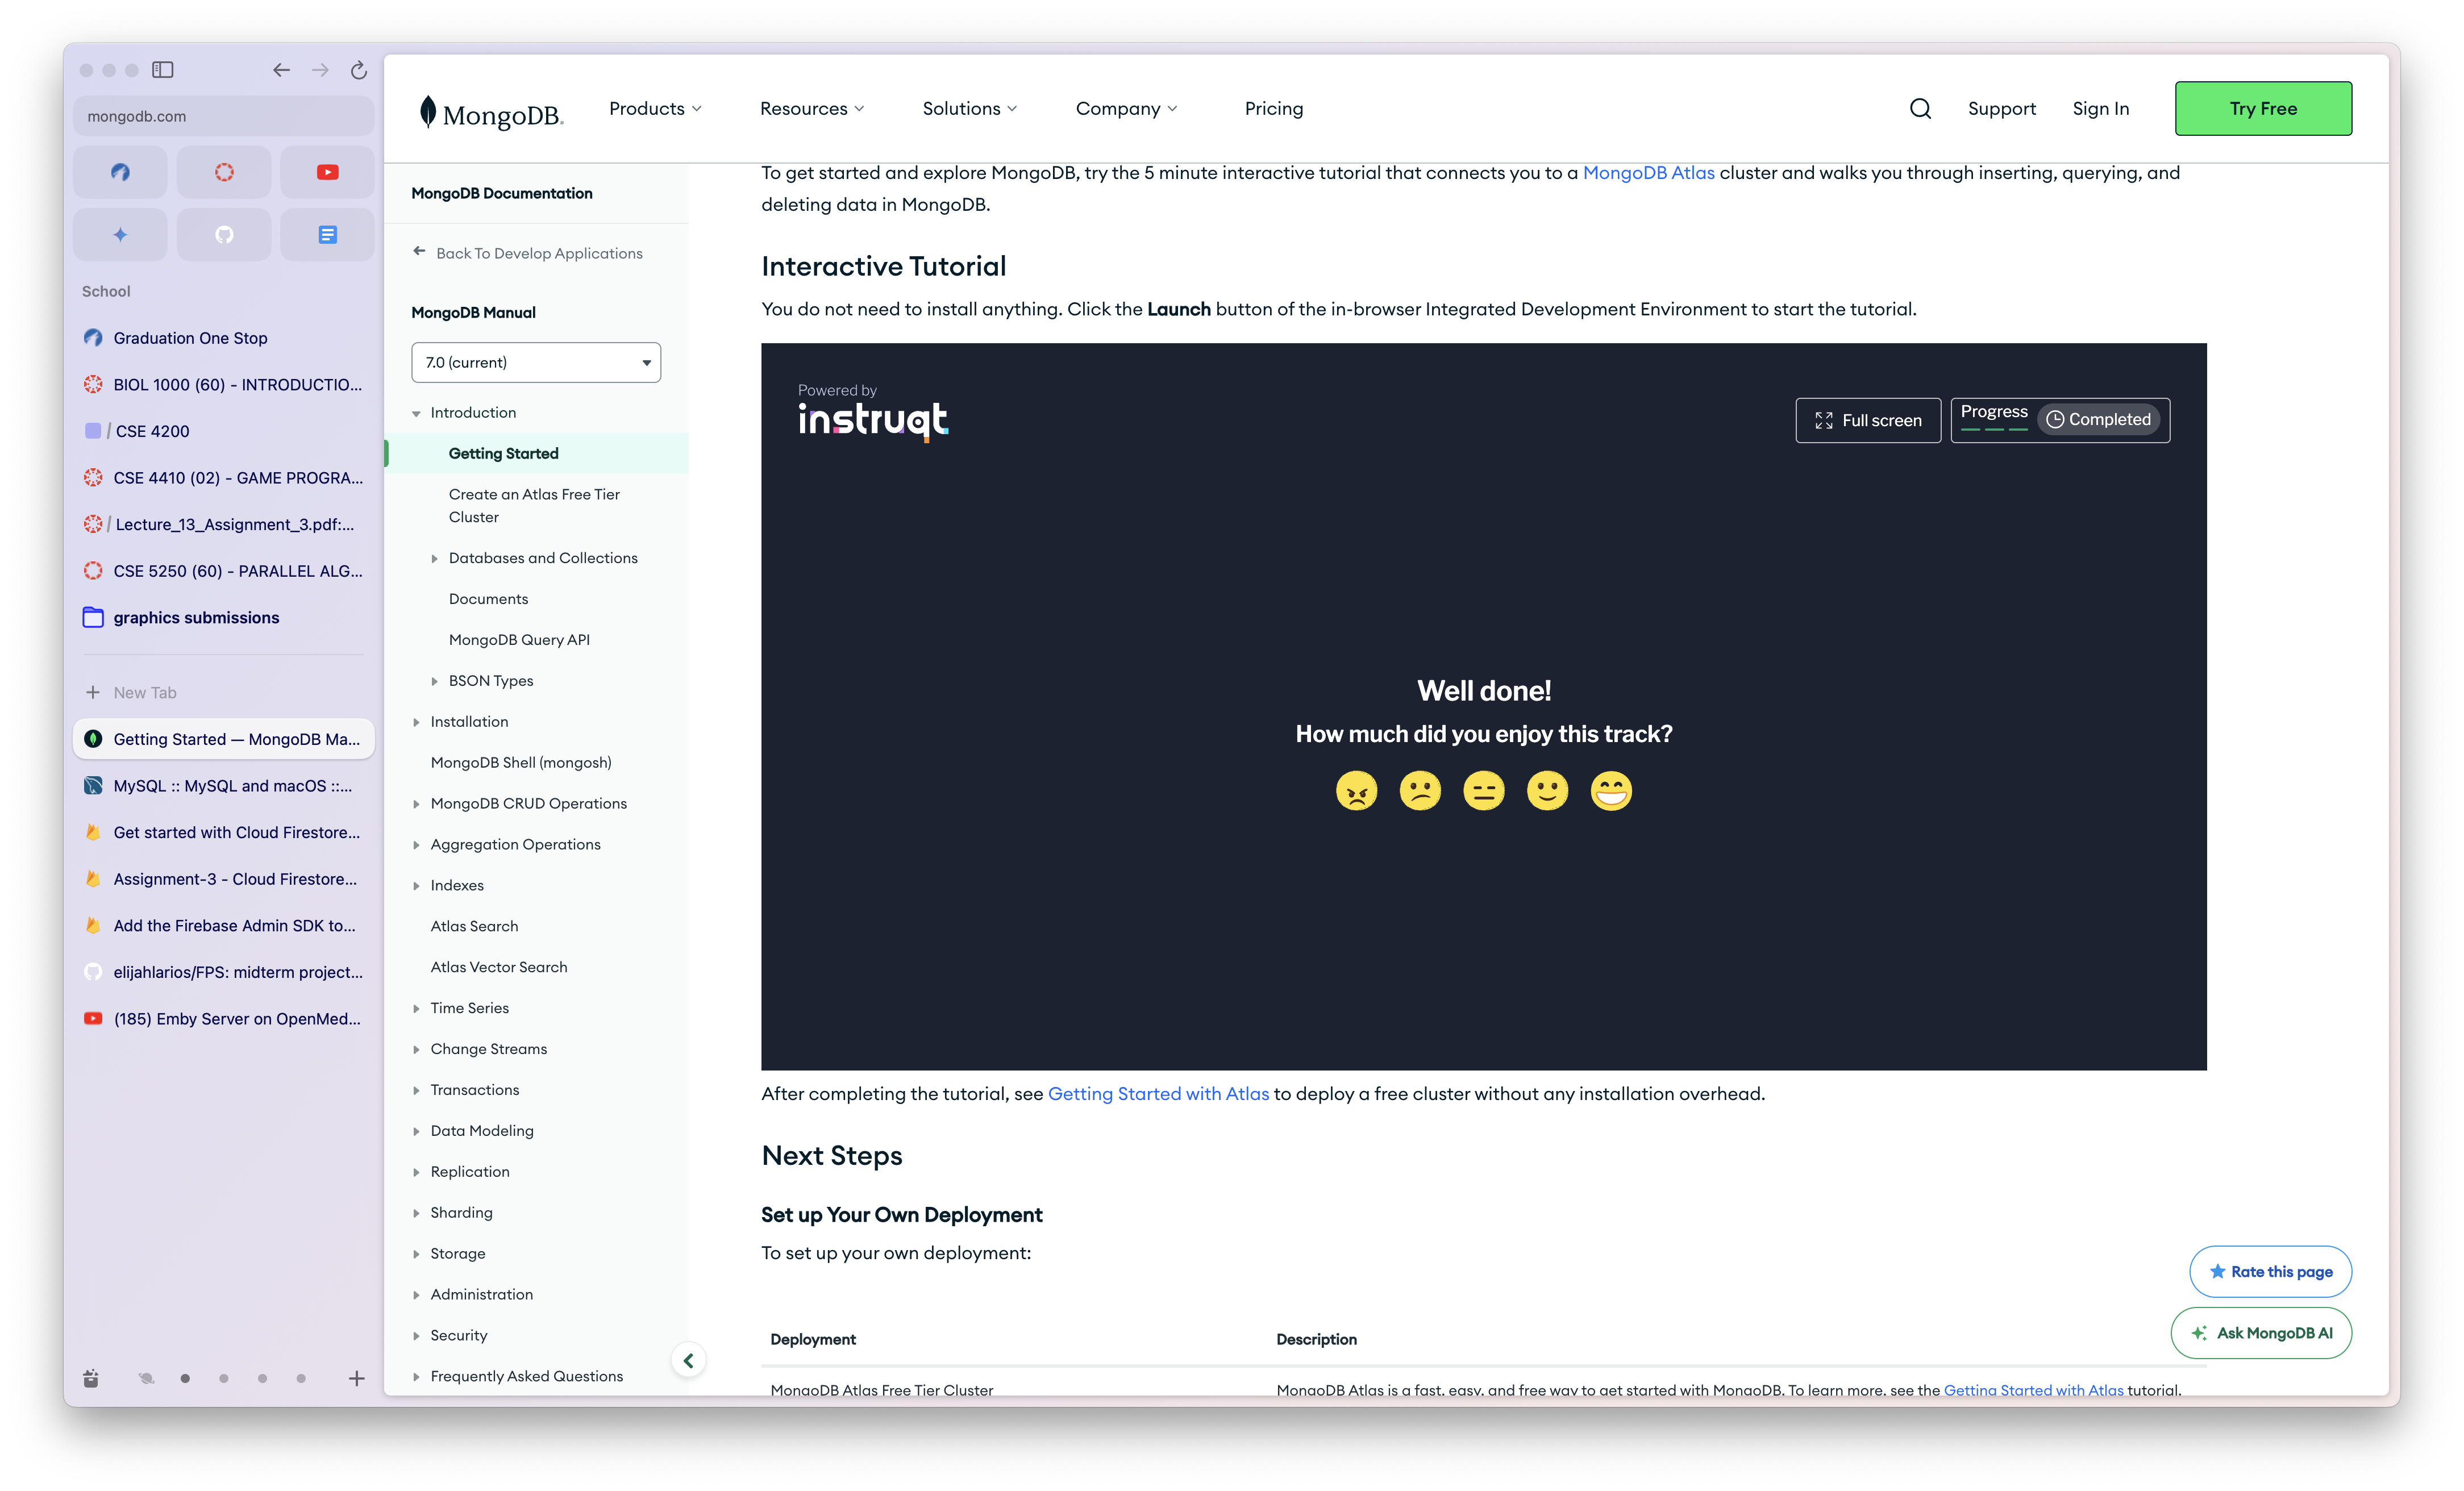 mongodb.com
School
Graduation One Stop
BIOL 1000 (60) - INTRODUCTIO...
/ CSE 4200
CSE 4410 (02) - GAME PROGRA...
/ Lecture_13_Assignment_3.pdf:...
CSE 5250 (60) - PARALLEL ALG...
graphics submissions
New Tab
Getting Started — MongoDB Ma...
MySQL :: MySQL and macOS ::...
Get started with Cloud Firestore...
Assignment-3 - Cloud Firestore...
Add the Firebase Admin SDK to...
elijahlarios/FPS: midterm project...
(185) Emby Server on OpenMed...
MongoDB.
Products
Resources
Solutions
Company
Pricing
Support
Sign In
Try Free
MongoDB Documentation
Back To Develop Applications
MongoDB Manual
7.0 (current)
Introduction
Getting Started
Create an Atlas Free Tier
Cluster
Databases and Collections
Documents
MongoDB Query API
BSON Types
Installation
MongoDB Shell (mongosh)
MongoDB CRUD Operations
Aggregation Operations
Indexes
Atlas Search
Atlas Vector Search
Time Series
Change Streams
Transactions
Data Modeling
Replication
Sharding
Storage
Administration
Security
Frequently Asked Questions
To get started and explore MongoDB, try the 5 minute interactive tutorial that connects you to a MongoDB Atlas cluster and walks you through inserting, querying, and
deleting data in MongoDB.
Interactive Tutorial
You do not need to install anything. Click the Launch button of the in-browser Integrated Development Environment to start the tutorial.
Powered by
instruqt
Full screen
Progress
Completed
Well done!
How much did you enjoy this track?
After completing the tutorial, see Getting Started with Atlas to deploy a free cluster without any installation overhead.
Next Steps
Set up Your Own Deployment
To set up your own deployment:
Rate this page
Ask MongoDB AI
Deployment
Description
MongoDB Atlas Free Tier Cluster
MongoDB Atlas is a fast, easy, and free way to get started with MongoDB. To learn more, see the Getting Started with Atlas tutorial.